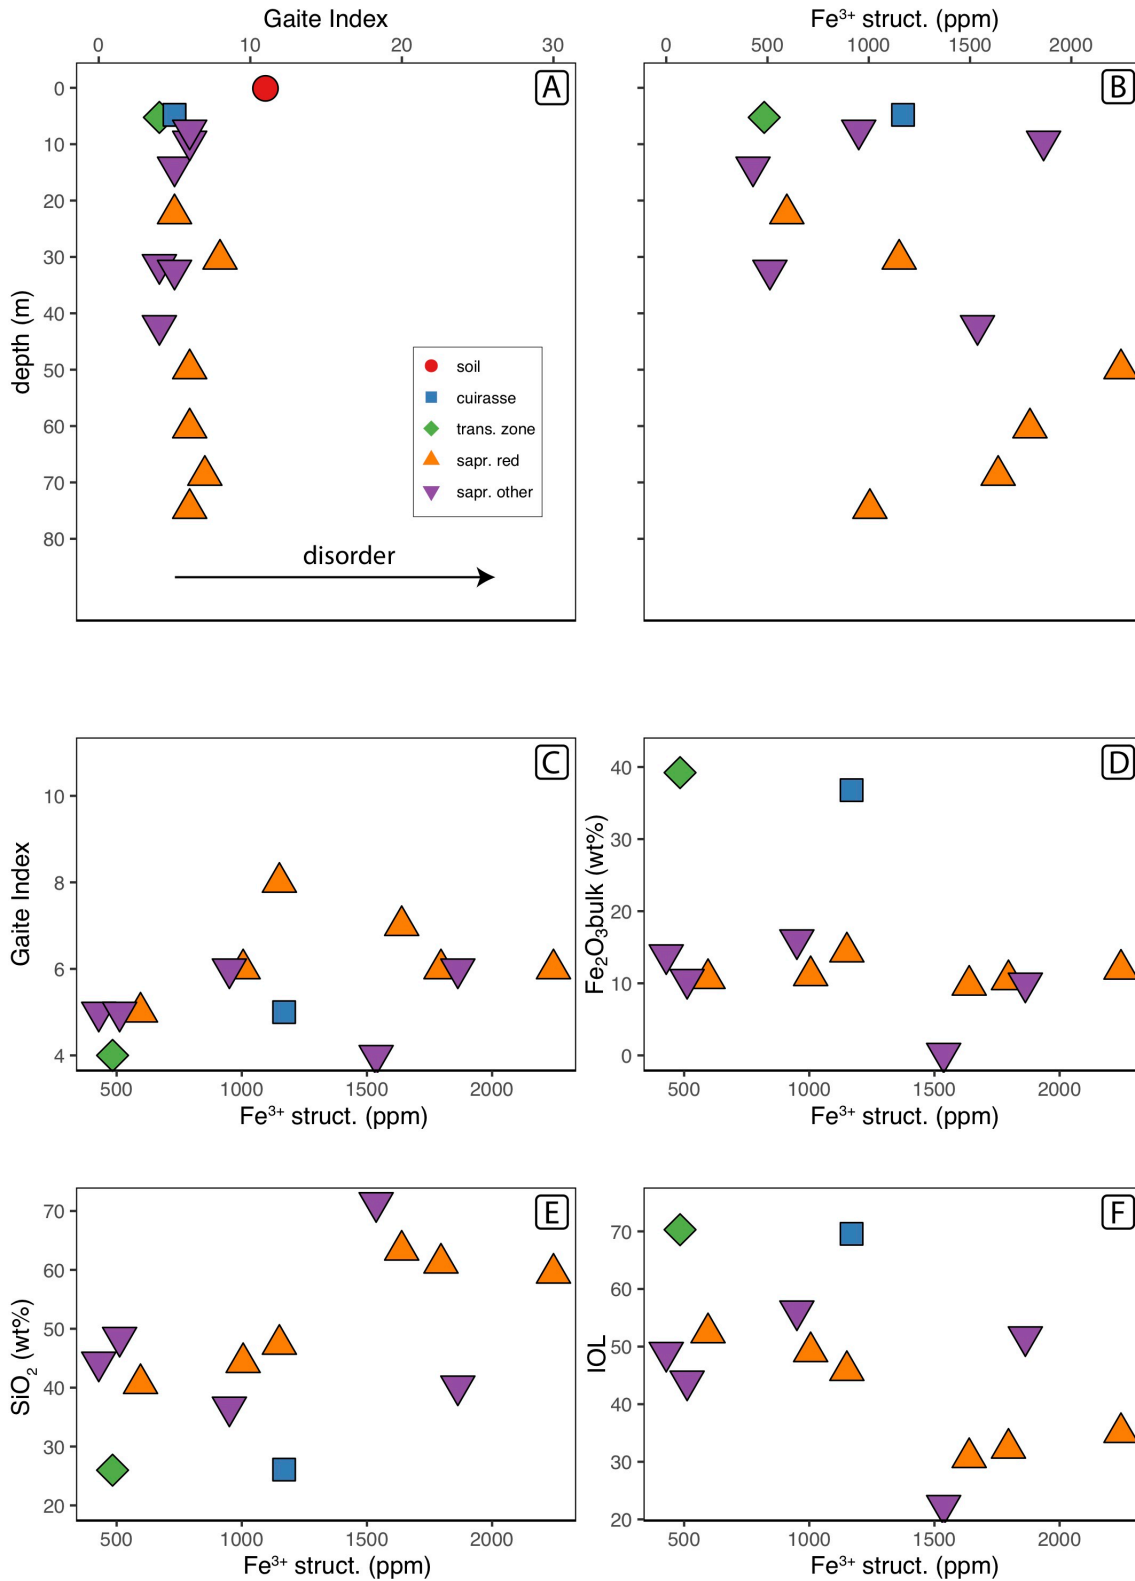 Gaite Index
0 10 20 30
A
0
10
20
30
40
50
60
70
80
depth (m)
soil
cuirasse
trans. zone
sapr. red
sapr. other
disorder
Fe³⁺ struct. (ppm)
0 500 1000 1500 2000
B
C
10
8
6
4
Gaite Index
500 1000 1500 2000
Fe³⁺ struct. (ppm)
D
40
30
20
10
0
Fe₂O₃bulk (wt%)
500 1000 1500 2000
Fe³⁺ struct. (ppm)
E
70
60
50
40
30
20
SiO₂ (wt%)
500 1000 1500 2000
Fe³⁺ struct. (ppm)
F
70
60
50
40
30
20
IOL
500 1000 1500 2000
Fe³⁺ struct. (ppm)